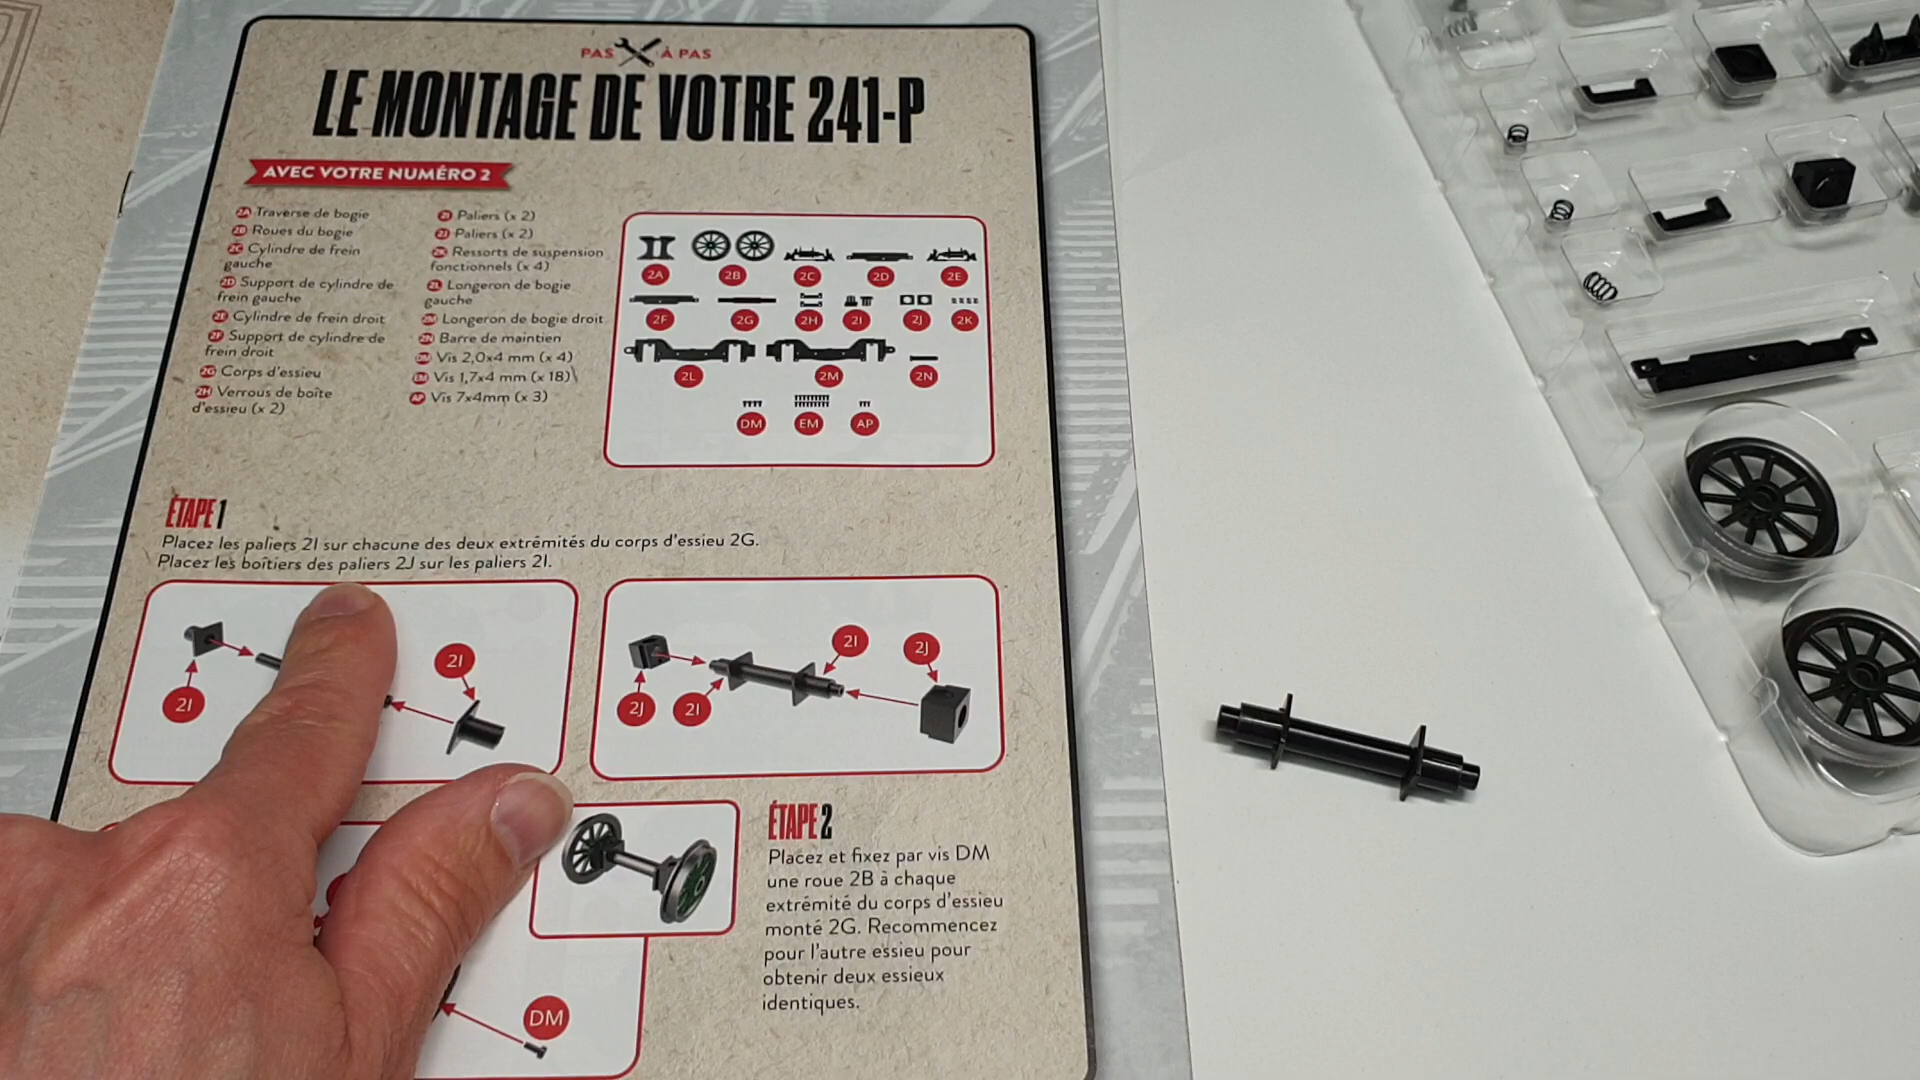 PAS À PAS
LE MONTAGE DE VOTRE 241-P
AVEC VOTRE NUMÉRO 2
2A Traverse de bogie
2B Roues du bogie
2C Cylindre de frein
gauche
2D Support de cylindre de
frein gauche
2E Cylindre de frein droit
2F Support de cylindre de
frein droit
2G Corps d'essieu
2H Verrous de boîte
d'essieu (x 2)
2I Paliers (x 2)
2J Paliers (x 2)
2K Ressorts de suspension
fonctionnels (x 4)
2L Longeron de bogie
gauche
2M Longeron de bogie droit
2N Barre de maintien
DM Vis 2,0x4 mm (x 4)
EM Vis 1,7x4 mm (x 18)\
AP Vis 7x4mm (x 3)
2A 2B 2C 2D 2E
2F 2G 2H 2I 2J 2K
2L 2M 2N
DM EM AP
ÉTAPE 1
Placez les paliers 2I sur chacune des deux extrémités du corps d'essieu 2G.
Placez les boîtiers des paliers 2J sur les paliers 2I.
2I 2I
2I 2J
2J 2I
ÉTAPE 2
Placez et fixez par vis DM
une roue 2B à chaque
extrémité du corps d'essieu
monté 2G. Recommencez
pour l'autre essieu pour
obtenir deux essieux
identiques.
DM